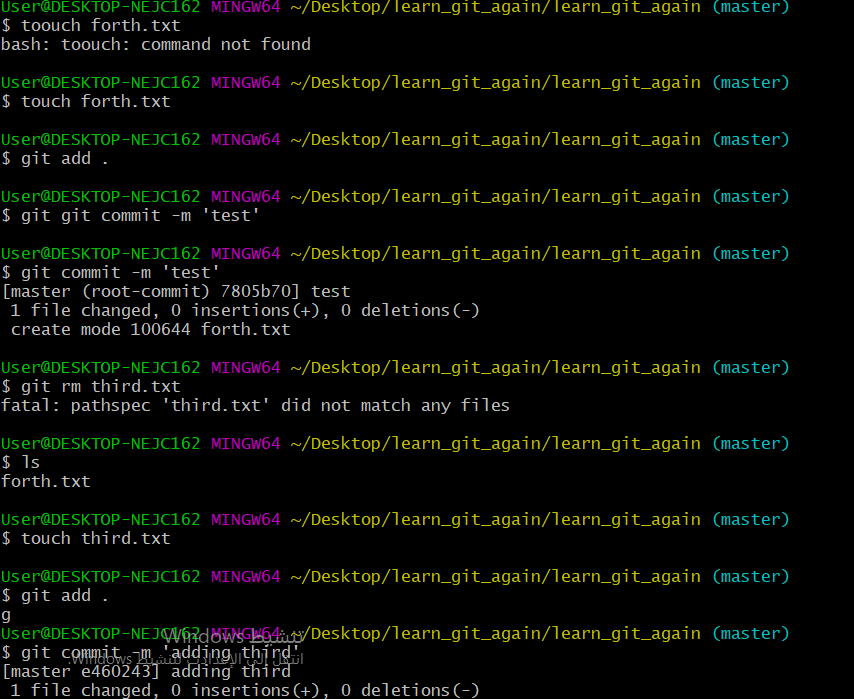 User@DESKTOP-NEJC162 MINGW64 ~/Desktop/learn_git_again/learn_git_again (master)
$ toouch forth.txt
bash: toouch: command not found
User@DESKTOP-NEJC162 MINGW64 ~/Desktop/learn_git_again/learn_git_again (master)
$ touch forth.txt
User@DESKTOP-NEJC162 MINGW64 ~/Desktop/learn_git_again/learn_git_again (master)
$ git add .
User@DESKTOP-NEJC162 MINGW64 ~/Desktop/learn_git_again/learn_git_again (master)
$ git git commit -m 'test'
User@DESKTOP-NEJC162 MINGW64 ~/Desktop/learn_git_again/learn_git_again (master)
$ git commit -m 'test'
[master (root-commit) 7805b70] test
 1 file changed, 0 insertions(+), 0 deletions(-)
 create mode 100644 forth.txt
User@DESKTOP-NEJC162 MINGW64 ~/Desktop/learn_git_again/learn_git_again (master)
$ git rm third.txt
fatal: pathspec 'third.txt' did not match any files
User@DESKTOP-NEJC162 MINGW64 ~/Desktop/learn_git_again/learn_git_again (master)
$ ls
forth.txt
User@DESKTOP-NEJC162 MINGW64 ~/Desktop/learn_git_again/learn_git_again (master)
$ touch third.txt
User@DESKTOP-NEJC162 MINGW64 ~/Desktop/learn_git_again/learn_git_again (master)
$ git add .
g
User@DESKTOP-NEJC162 MINGW64 ~/Desktop/learn_git_again/learn_git_again (master)
تنشيط Windows
$ git commit -m 'adding third'
انتقل إلى الإعدادات لتنشيط Windows.
[master e460243] adding third
 1 file changed, 0 insertions(+), 0 deletions(-)